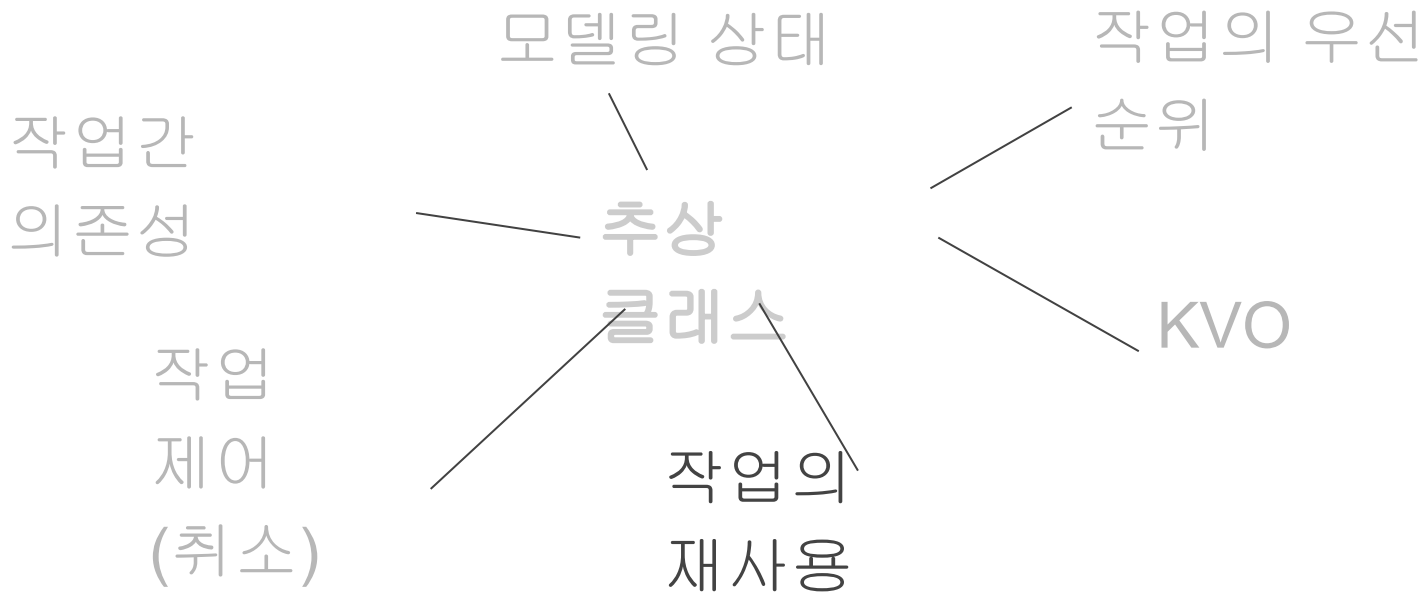 모델링 상태
작업의 우선
순위
작업간
의존성
추상
클래스
KVO
작업
제어
(취소)
작업의
재사용